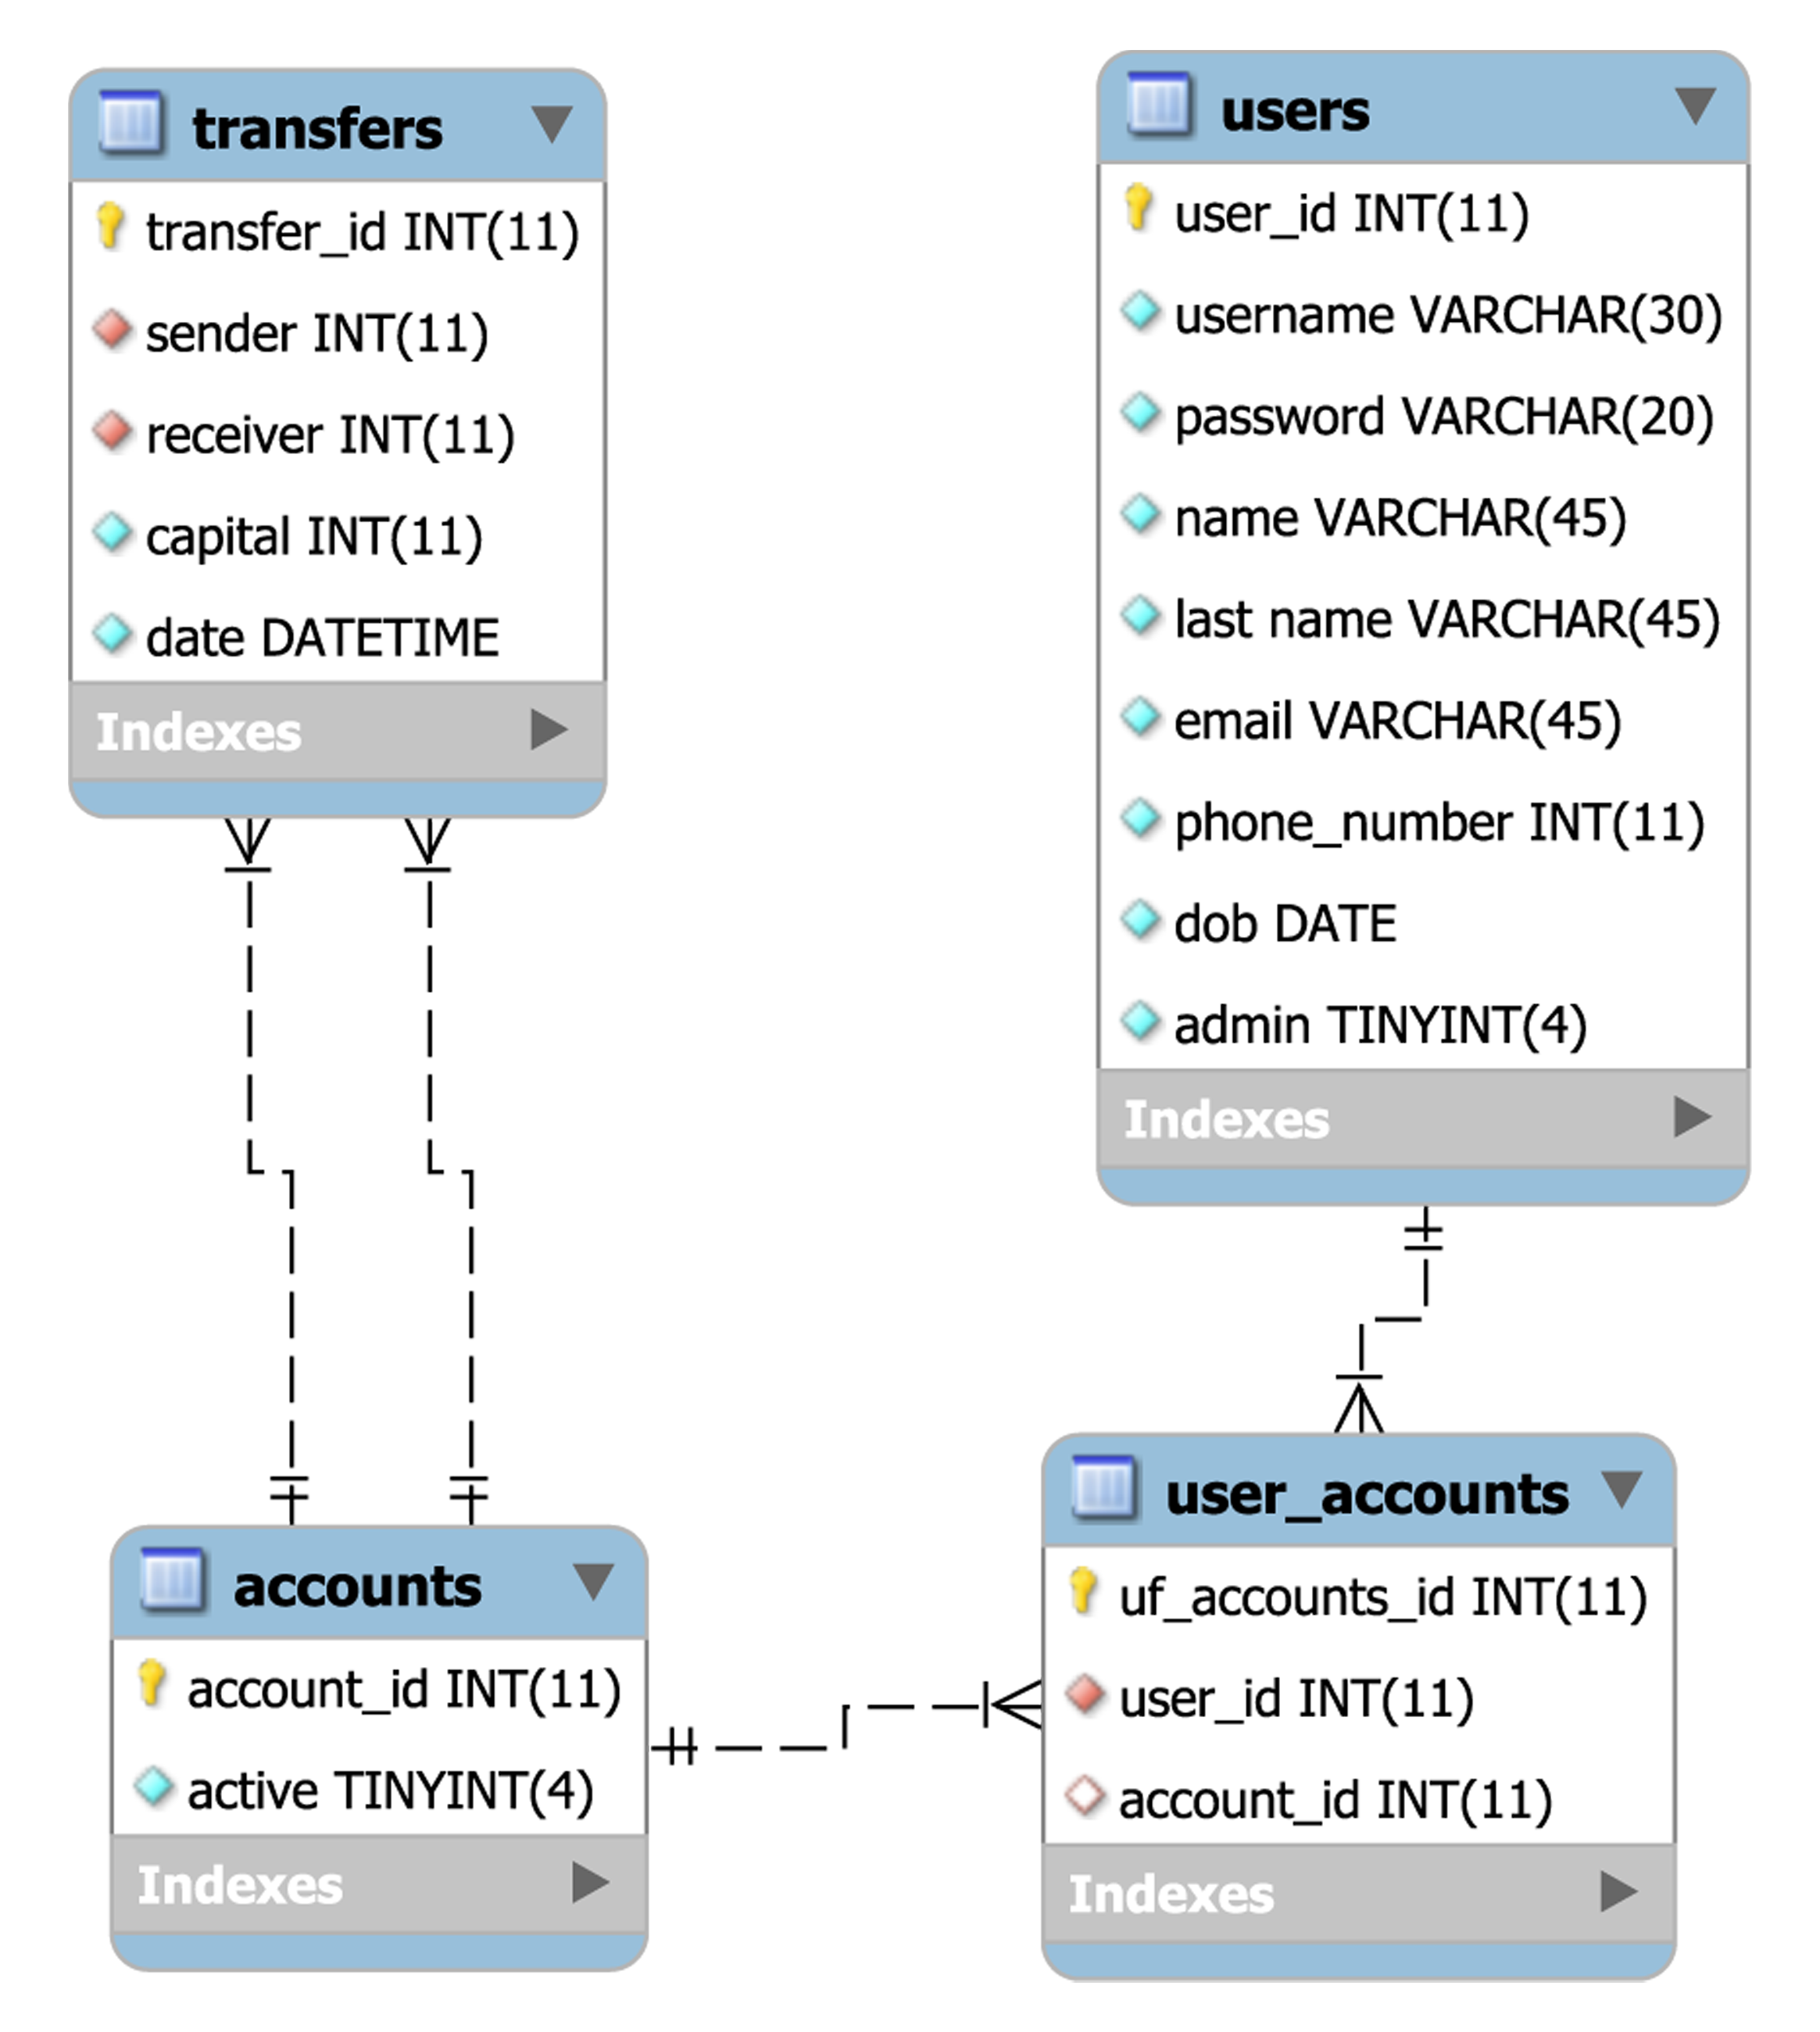 transfers
transfer_id INT(11)
sender INT(11)
receiver INT(11)
capital INT(11)
date DATETIME
Indexes
users
user_id INT(11)
username VARCHAR(30)
password VARCHAR(20)
name VARCHAR(45)
last name VARCHAR(45)
email VARCHAR(45)
phone_number INT(11)
dob DATE
admin TINYINT(4)
Indexes
accounts
account_id INT(11)
active TINYINT(4)
Indexes
user_accounts
uf_accounts_id INT(11)
user_id INT(11)
account_id INT(11)
Indexes